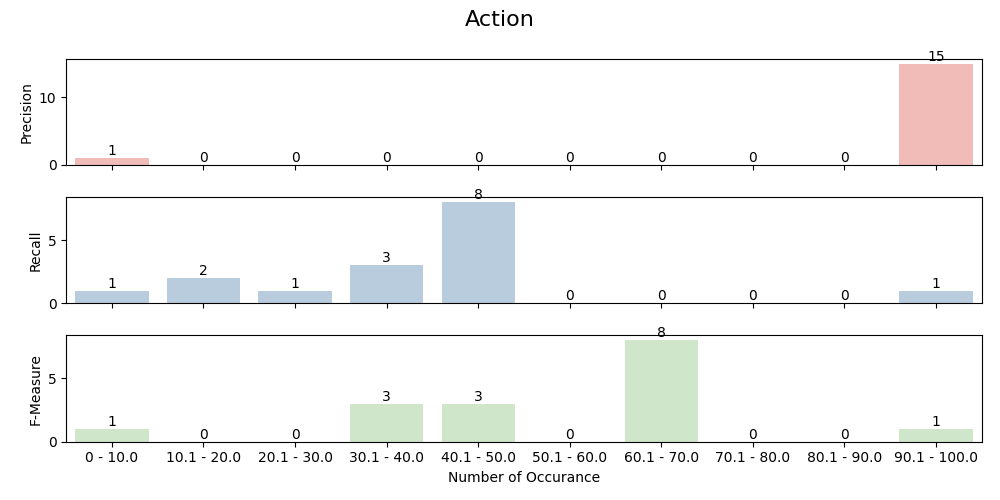 Action
Precision
10
0
1 0 0 0 0 0 0 0 0 15
Recall
5
0
1 2 1 3 8 0 0 0 0 1
F-Measure
5
0
1 0 0 3 3 0 8 0 0 1
0 - 10.0 10.1 - 20.0 20.1 - 30.0 30.1 - 40.0 40.1 - 50.0 50.1 - 60.0 60.1 - 70.0 70.1 - 80.0 80.1 - 90.0 90.1 - 100.0
Number of Occurance